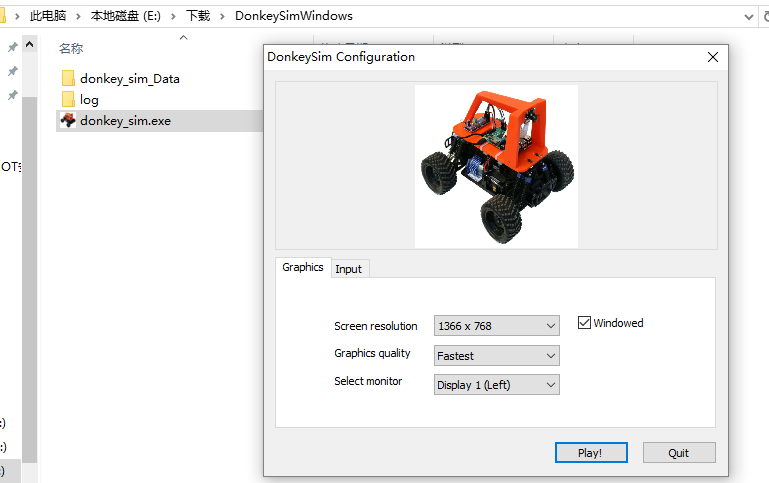 此电脑 > 本地磁盘 (E:) > 下载 > DonkeySimWindows
名称
DonkeySim Configuration
donkey_sim_Data
log
donkey_sim.exe
Graphics
Input
Screen resolution
1366 x 768
Windowed
Graphics quality
Fastest
Select monitor
Display 1 (Left)
Play!
Quit